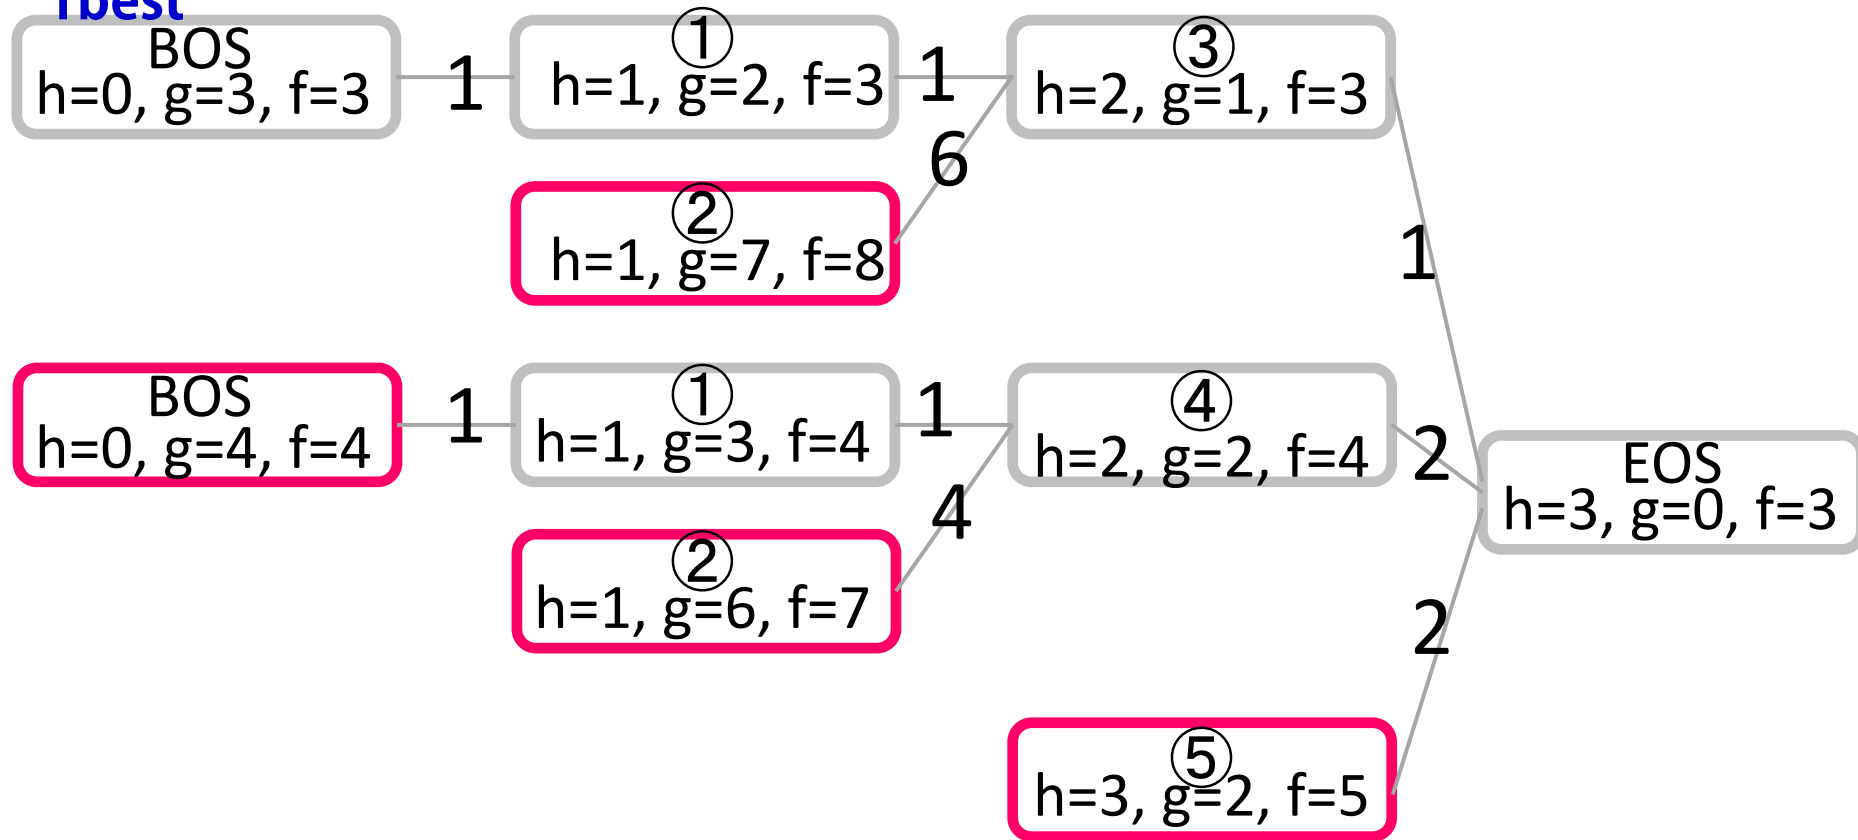 BOS
h=0, g=3, f=3
1
①
h=1, g=2, f=3
1
③
h=2, g=1, f=3
6
②
h=1, g=7, f=8
1
BOS
h=0, g=4, f=4
1
①
h=1, g=3, f=4
1
④
h=2, g=2, f=4
2
EOS
h=3, g=0, f=3
4
②
h=1, g=6, f=7
2
⑤
h=3, g=2, f=5